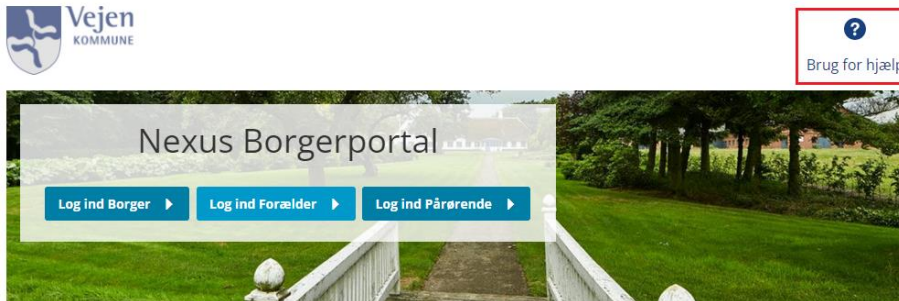 Vejen
KOMMUNE
Brug for hjælp
Nexus Borgerportal
Log ind Borger
Log ind Forælder
Log ind Pårørende